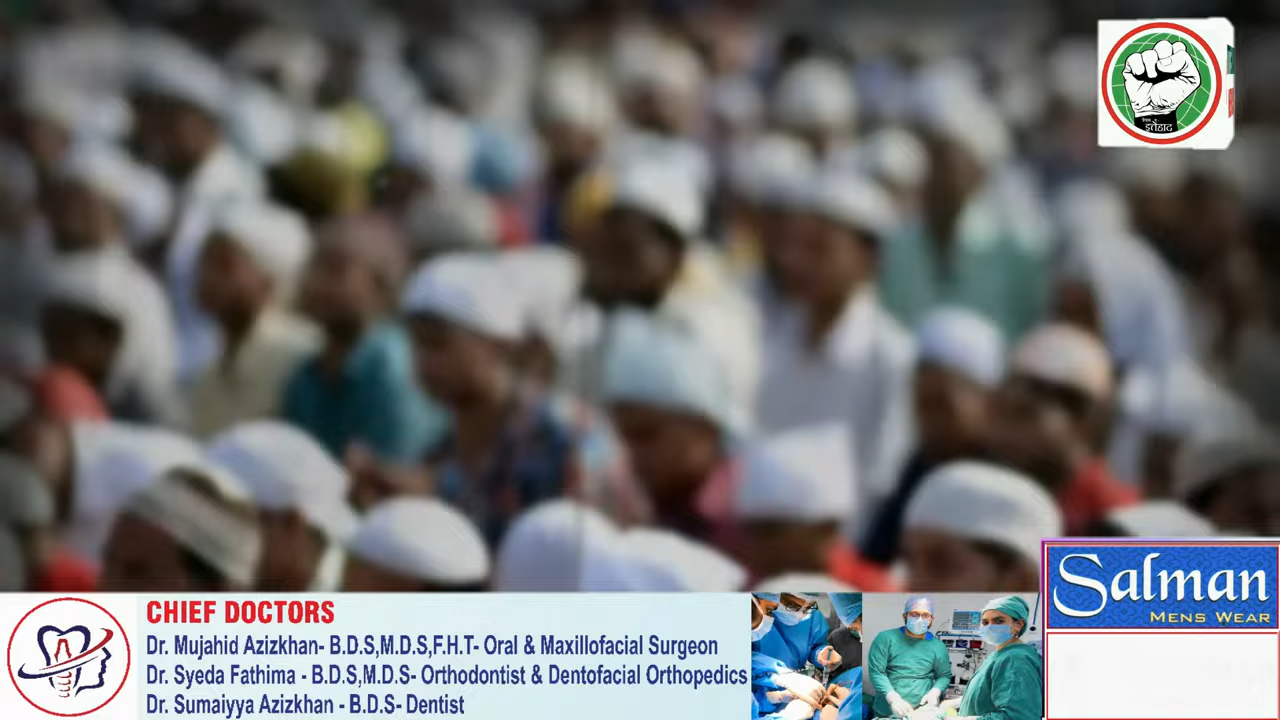 इत्तेहाद
CHIEF DOCTORS
Dr. Mujahid Azizkhan- B.D.S,M.D.S,F.H.T- Oral & Maxillofacial Surgeon
Dr. Syeda Fathima - B.D.S,M.D.S- Orthodontist & Dentofacial Orthopedics
Dr. Sumaiyya Azizkhan - B.D.S- Dentist
Salman
MENS WEAR